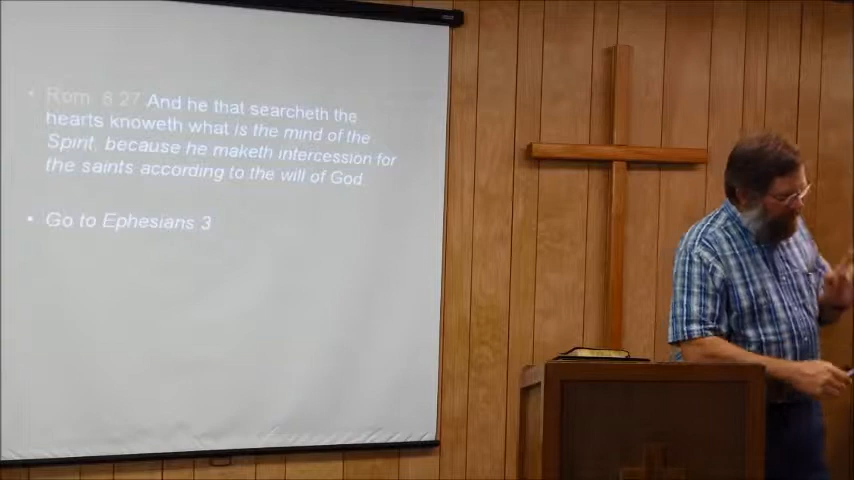 • Rom. 8:27 And he that searcheth the
hearts knoweth what is the mind of the
Spirit, because he maketh intercession for
the saints according to the will of God.
• Go to Ephesians 3